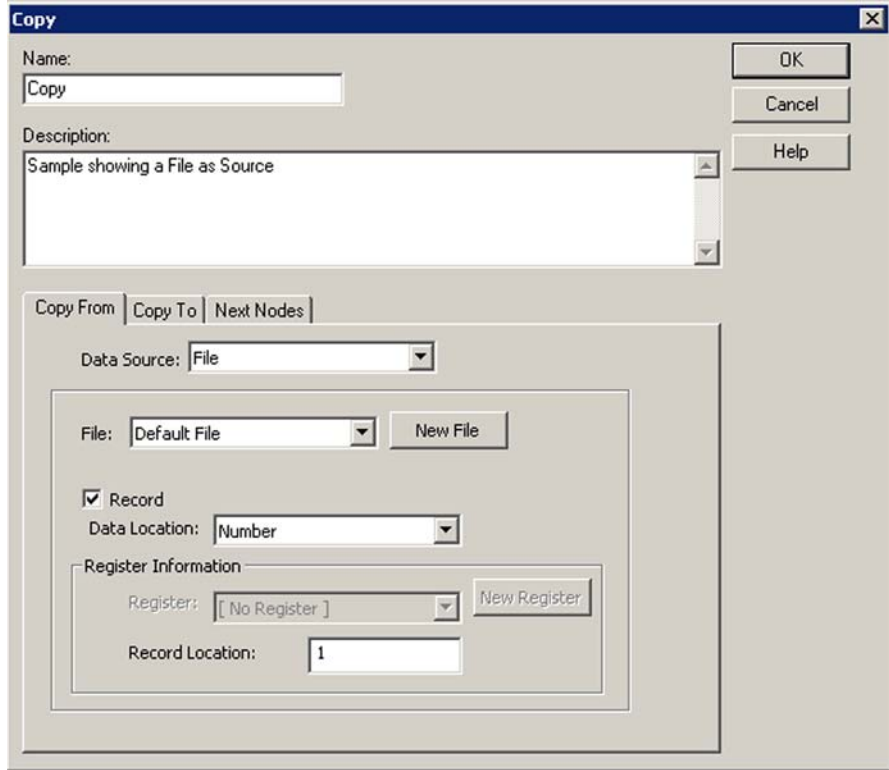 Copy
Name:
OK
Copy
Cancel
Description:
Help
Sample showing a File as Source
Copy From Copy To Next Nodes
Data Source: File
File: Default File New File
Record
Data Location: Number
Register Information
Register: [ No Register ] New Register
Record Location: 1